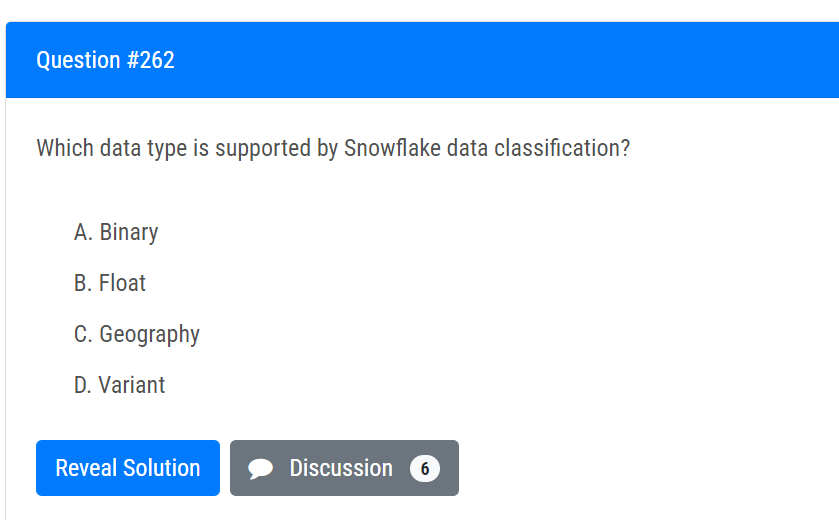 Question #262
Which data type is supported by Snowflake data classification?
A. Binary
B. Float
C. Geography
D. Variant
Reveal Solution
Discussion 6